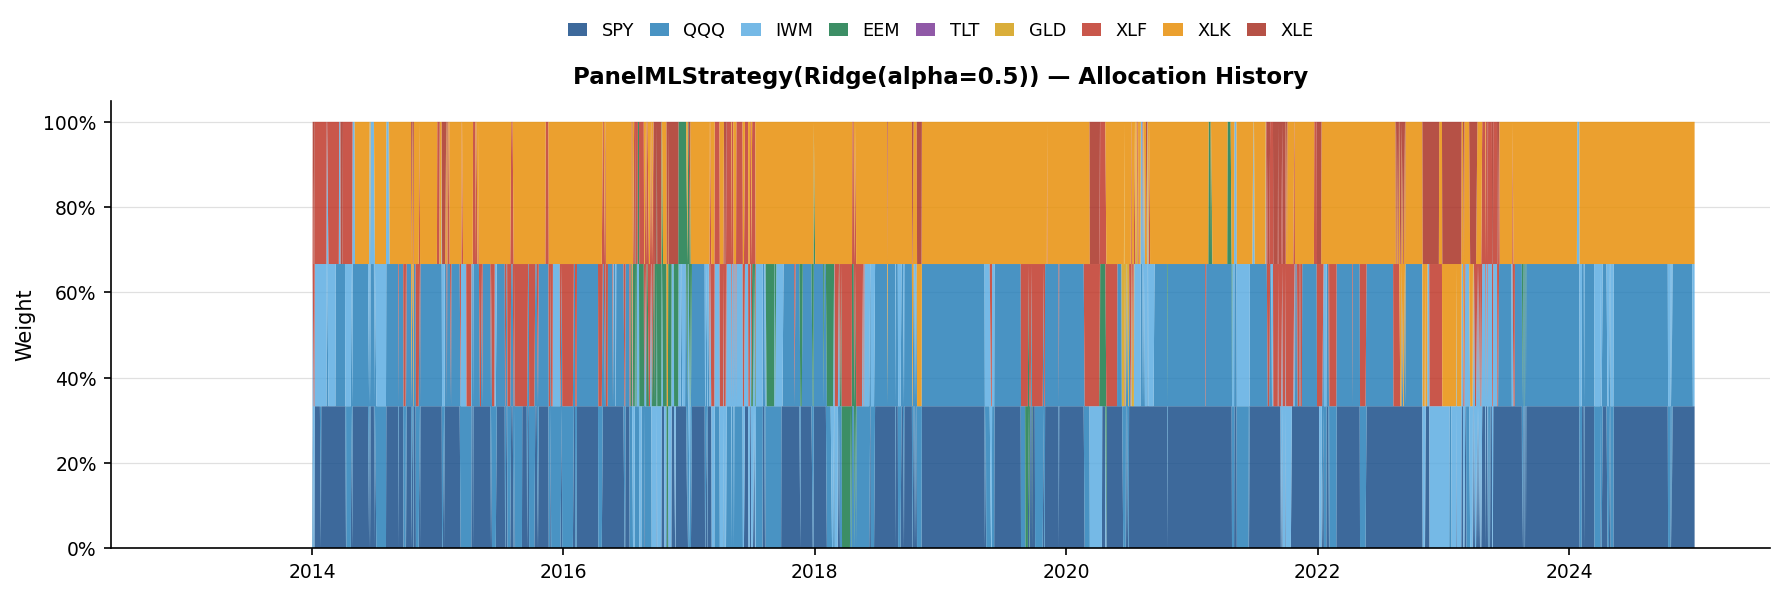 SPY QQQ IWM EEM TLT GLD XLF XLK XLE
PanelMLStrategy(Ridge(alpha=0.5)) — Allocation History
Weight
100%
80%
60%
40%
20%
0%
2014 2016 2018 2020 2022 2024